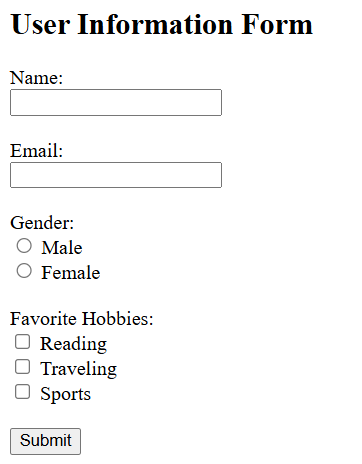 User Information Form
Name:
Email:
Gender:
Male
Female
Favorite Hobbies:
Reading
Traveling
Sports
Submit